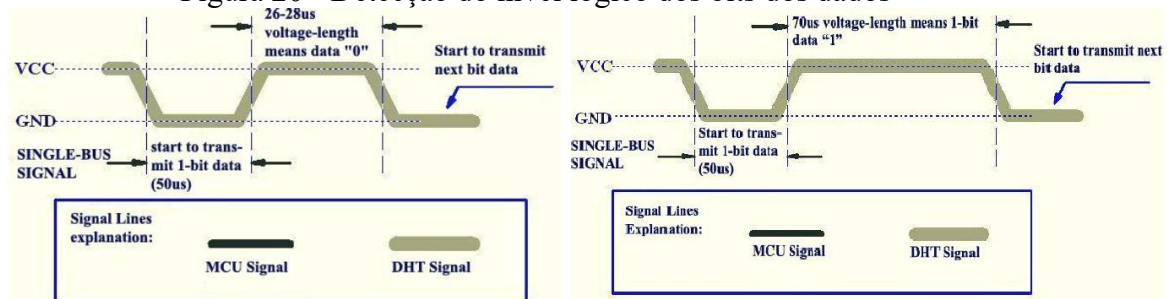 26-28us
voltage-length
means data "0"
Start to transmit
next bit data
VCC
GND
SINGLE-BUS
SIGNAL
start to trans-
mit 1-bit data
(50us)
Signal Lines
explanation:
MCU Signal
DHT Signal
70us voltage-length means 1-bit
data "1"
Start to transmit next
bit data
VCC
GND
SINGLE-BUS
SIGNAL
Start to trans-
mit 1-bit data
(50us)
Signal Lines
Explanation:
MCU Signal
DHT Signal